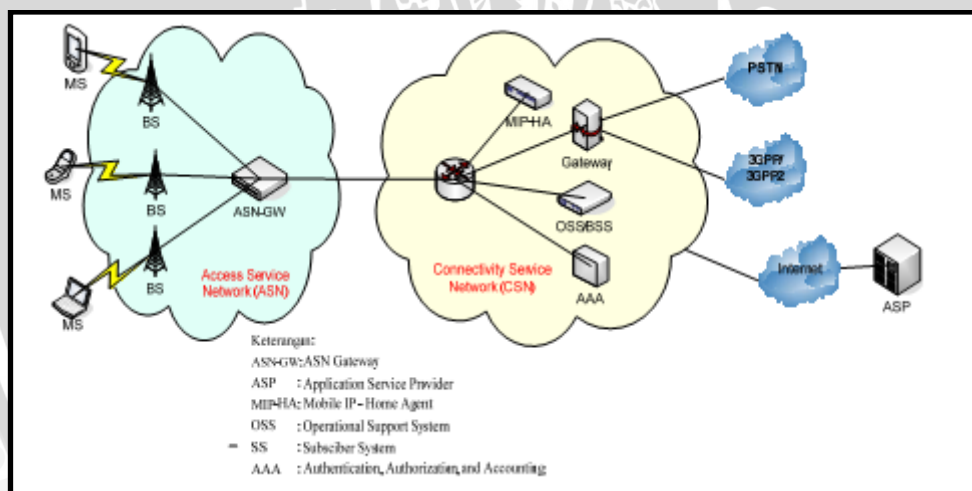 MS
BS
MS
BS
MS
BS
ASN-GW
Access Service
Network (ASN)
MIP-HA
Gateway
OSS/BSS
AAA
Connectivity Service
Network (CSN)
PSTN
3GPP/
3GPP2
Internet
ASP
Keterangan:
ASN-GW: ASN Gateway
ASP : Application Service Provider
MIP-HA: Mobile IP - Home Agent
OSS : Operational Support System
- SS : Subsciber System
AAA : Authentication, Authorization, and Accounting